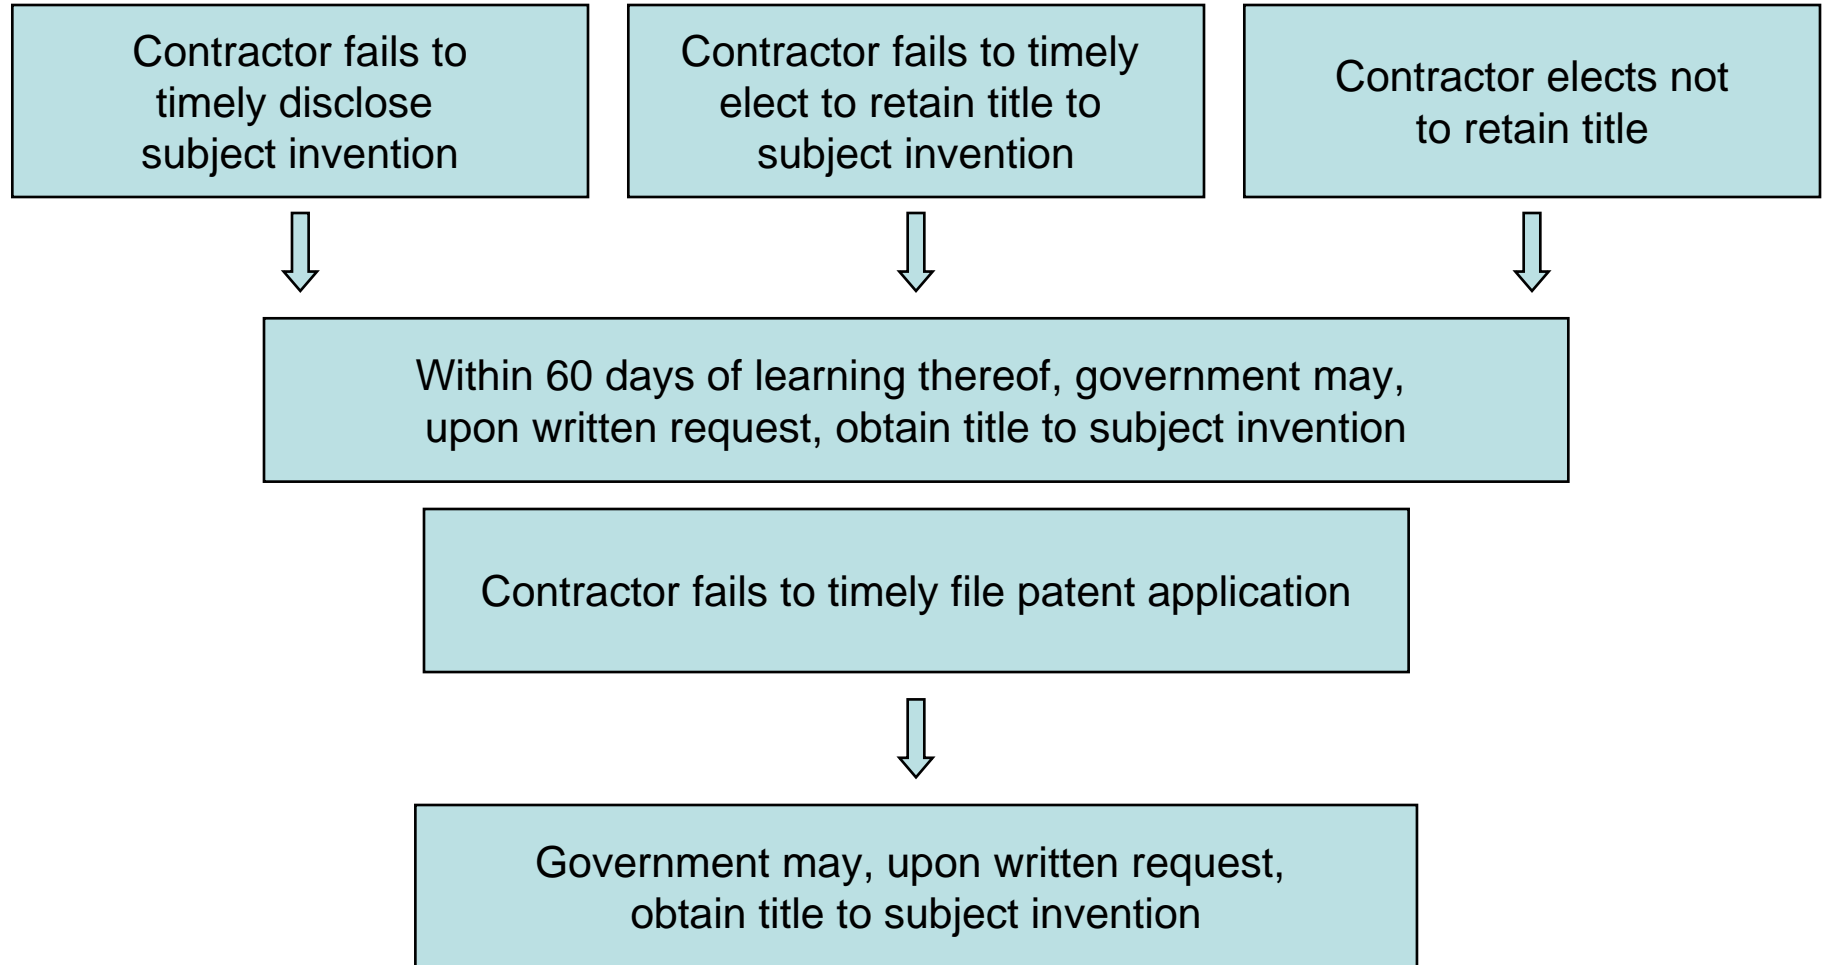 Contractor fails to
timely disclose
subject invention
Contractor fails to timely
elect to retain title to
subject invention
Contractor elects not
to retain title
Within 60 days of learning thereof, government may,
upon written request, obtain title to subject invention
Contractor fails to timely file patent application
Government may, upon written request,
obtain title to subject invention